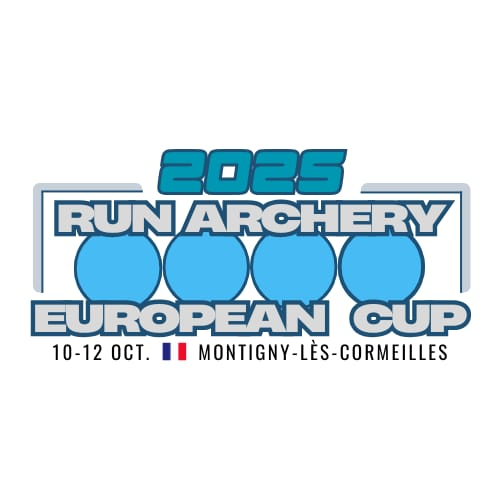 2025
RUN ARCHERY
EUROPEAN CUP
10-12 OCT. MONTIGNY-LÈS-CORMEILLES